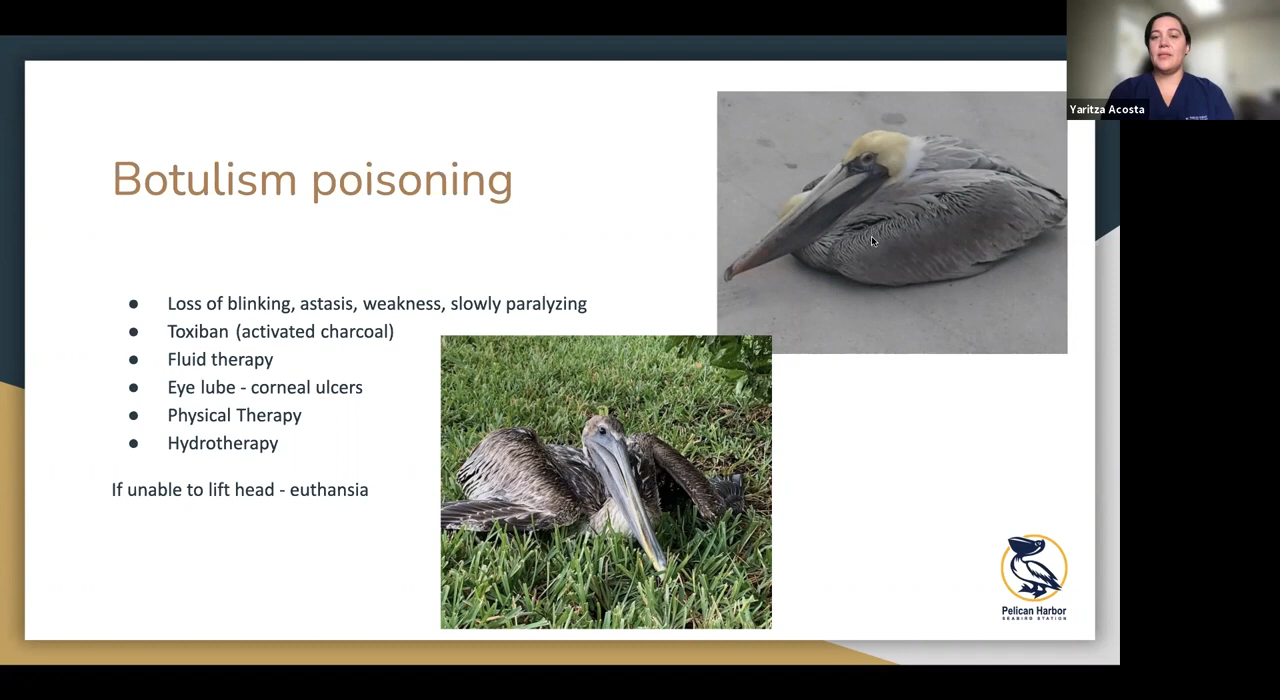 Yaritza Acosta
Botulism poisoning
● Loss of blinking, astasis, weakness, slowly paralyzing
● Toxiban (activated charcoal)
● Fluid therapy
● Eye lube - corneal ulcers
● Physical Therapy
● Hydrotherapy
If unable to lift head - euthansia
Pelican Harbor
SEABIRD STATION